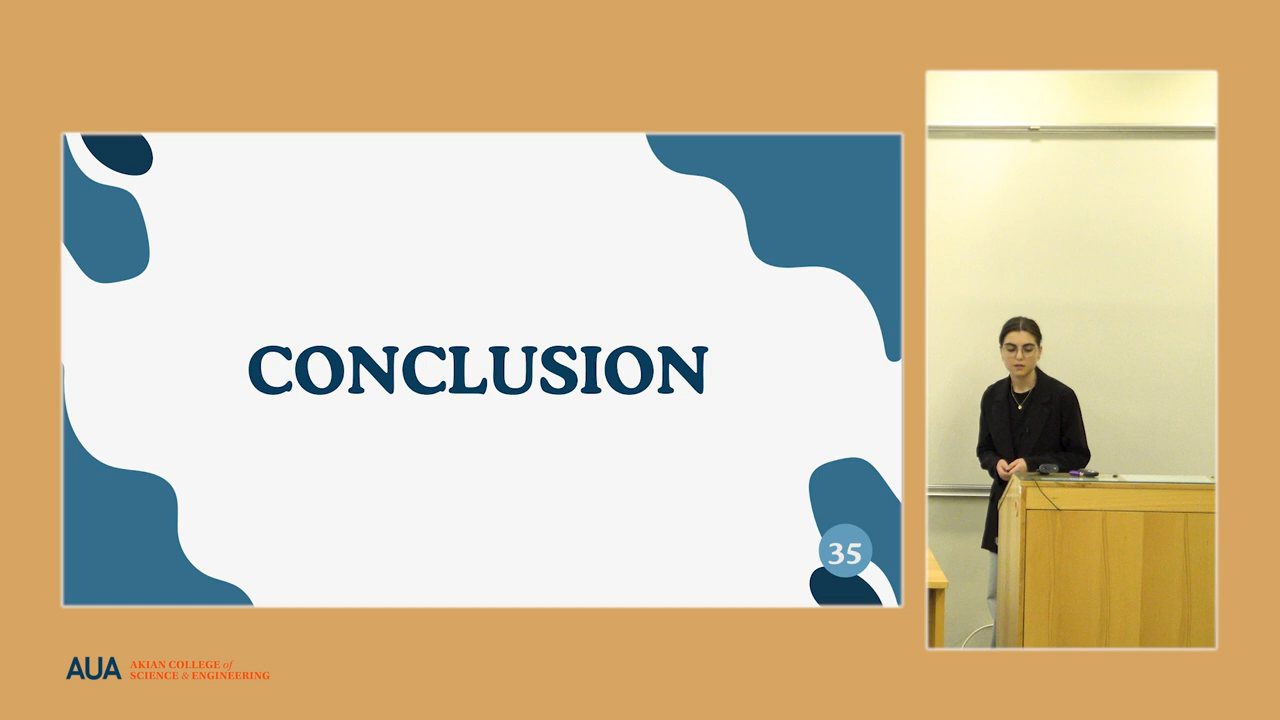 CONCLUSION
35
AUA
AKIAN COLLEGE of
SCIENCE & ENGINEERING